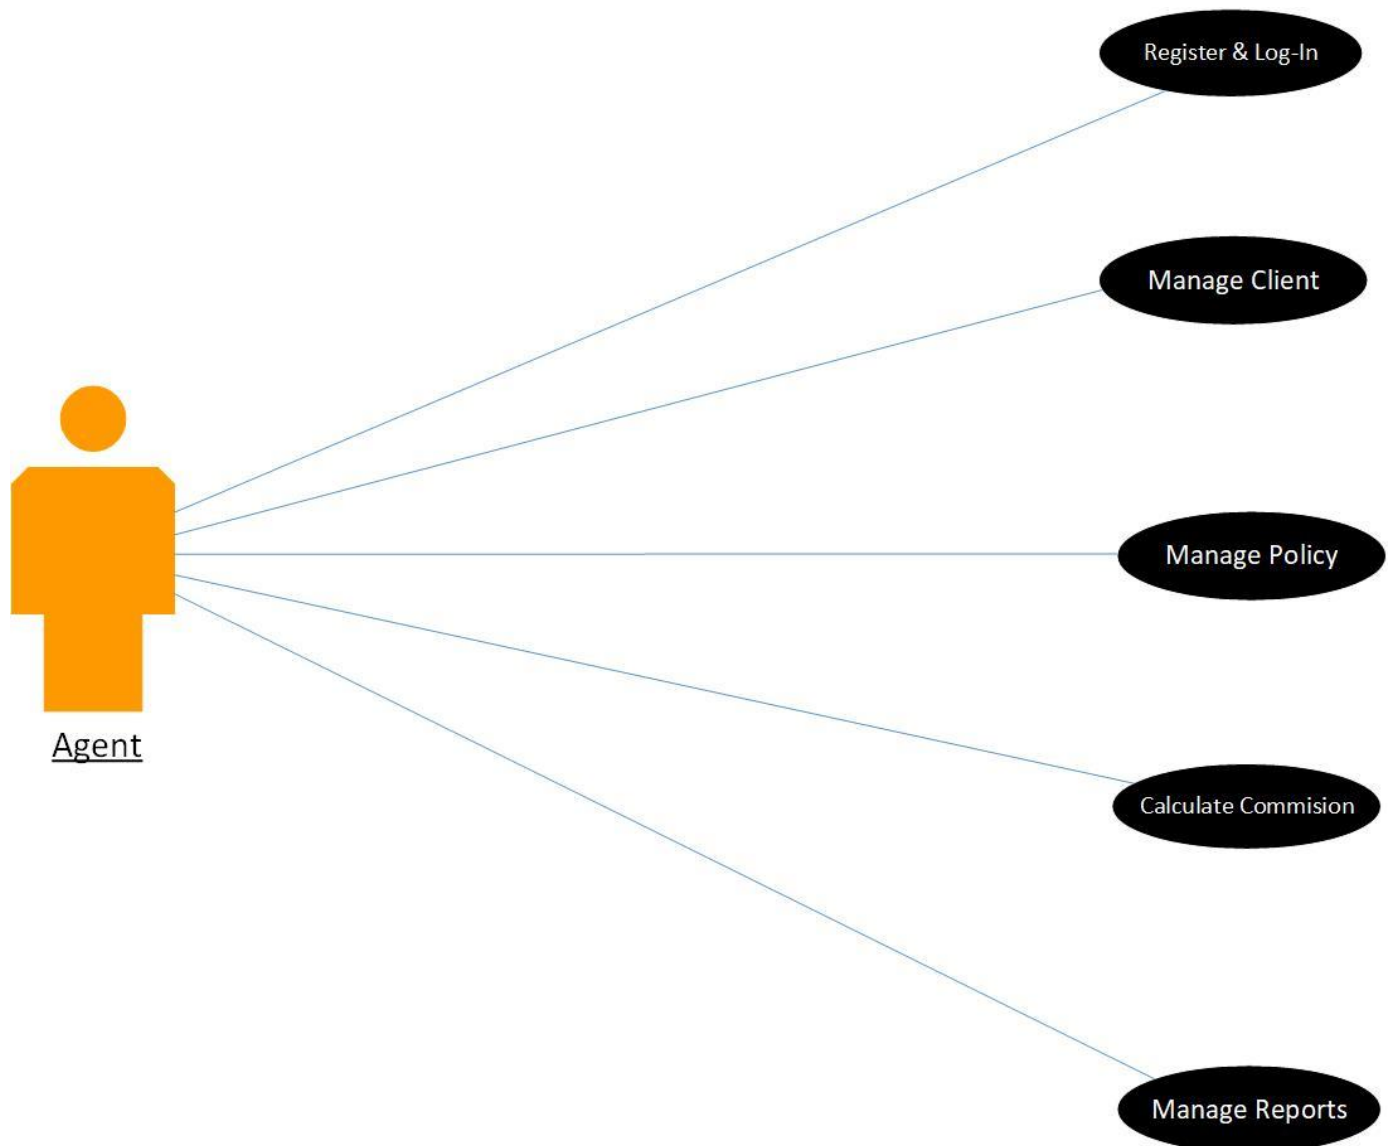 Register & Log-In
Manage Client
Manage Policy
Agent
Calculate Commision
Manage Reports